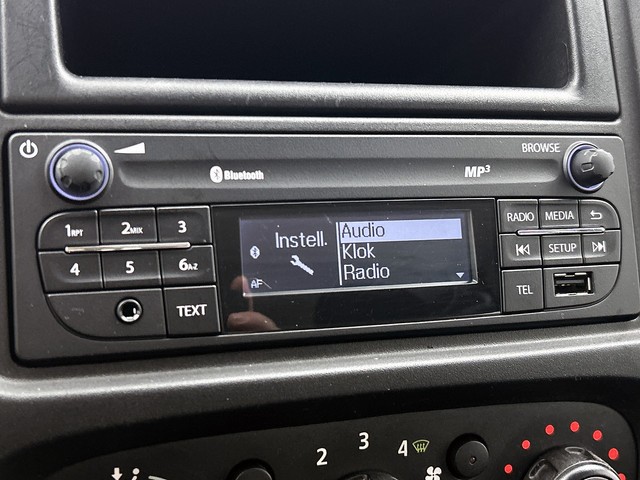 BROWSE
Bluetooth
MP3
1RPT 2MIX 3
4 5 6A-Z
TEXT
Instell.
AF
Audio
Klok
Radio
RADIO MEDIA
SETUP
TEL
2 3 4